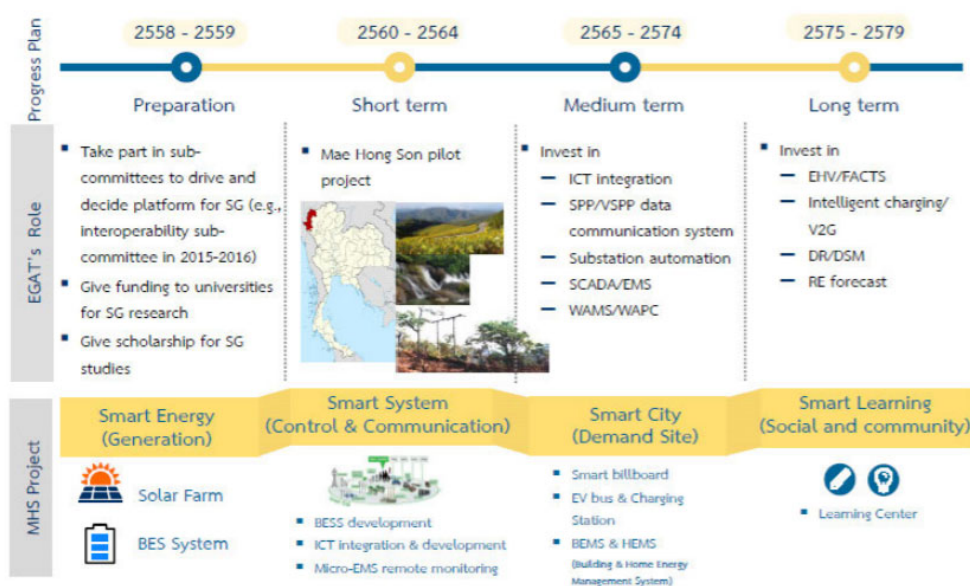 Progress Plan
2558 - 2559
2560 - 2564
2565 - 2574
2575 - 2579
Preparation
Short term
Medium term
Long term
EGAT's Role
Take part in sub-
committees to drive and
decide platform for SG (e.g.,
interoperability sub-
committee in 2015-2016)
Give funding to universities
for SG research
Give scholarship for SG
studies
Mae Hong Son pilot
project
Invest in
ICT integration
SPP/VSPP data
communication system
Substation automation
SCADA/EMS
WAMS/WAPC
Invest in
EHV/FACTS
Intelligent charging/
V2G
DR/DSM
RE forecast
MHS Project
Smart Energy
(Generation)
Solar Farm
BES System
Smart System
(Control & Communication)
BESS development
ICT integration & development
Micro-EMS remote monitoring
Smart City
(Demand Site)
Smart billboard
EV bus & Charging
Station
BEMS & HEMS
(Building & Home Energy
Management System)
Smart Learning
(Social and community)
Learning Center